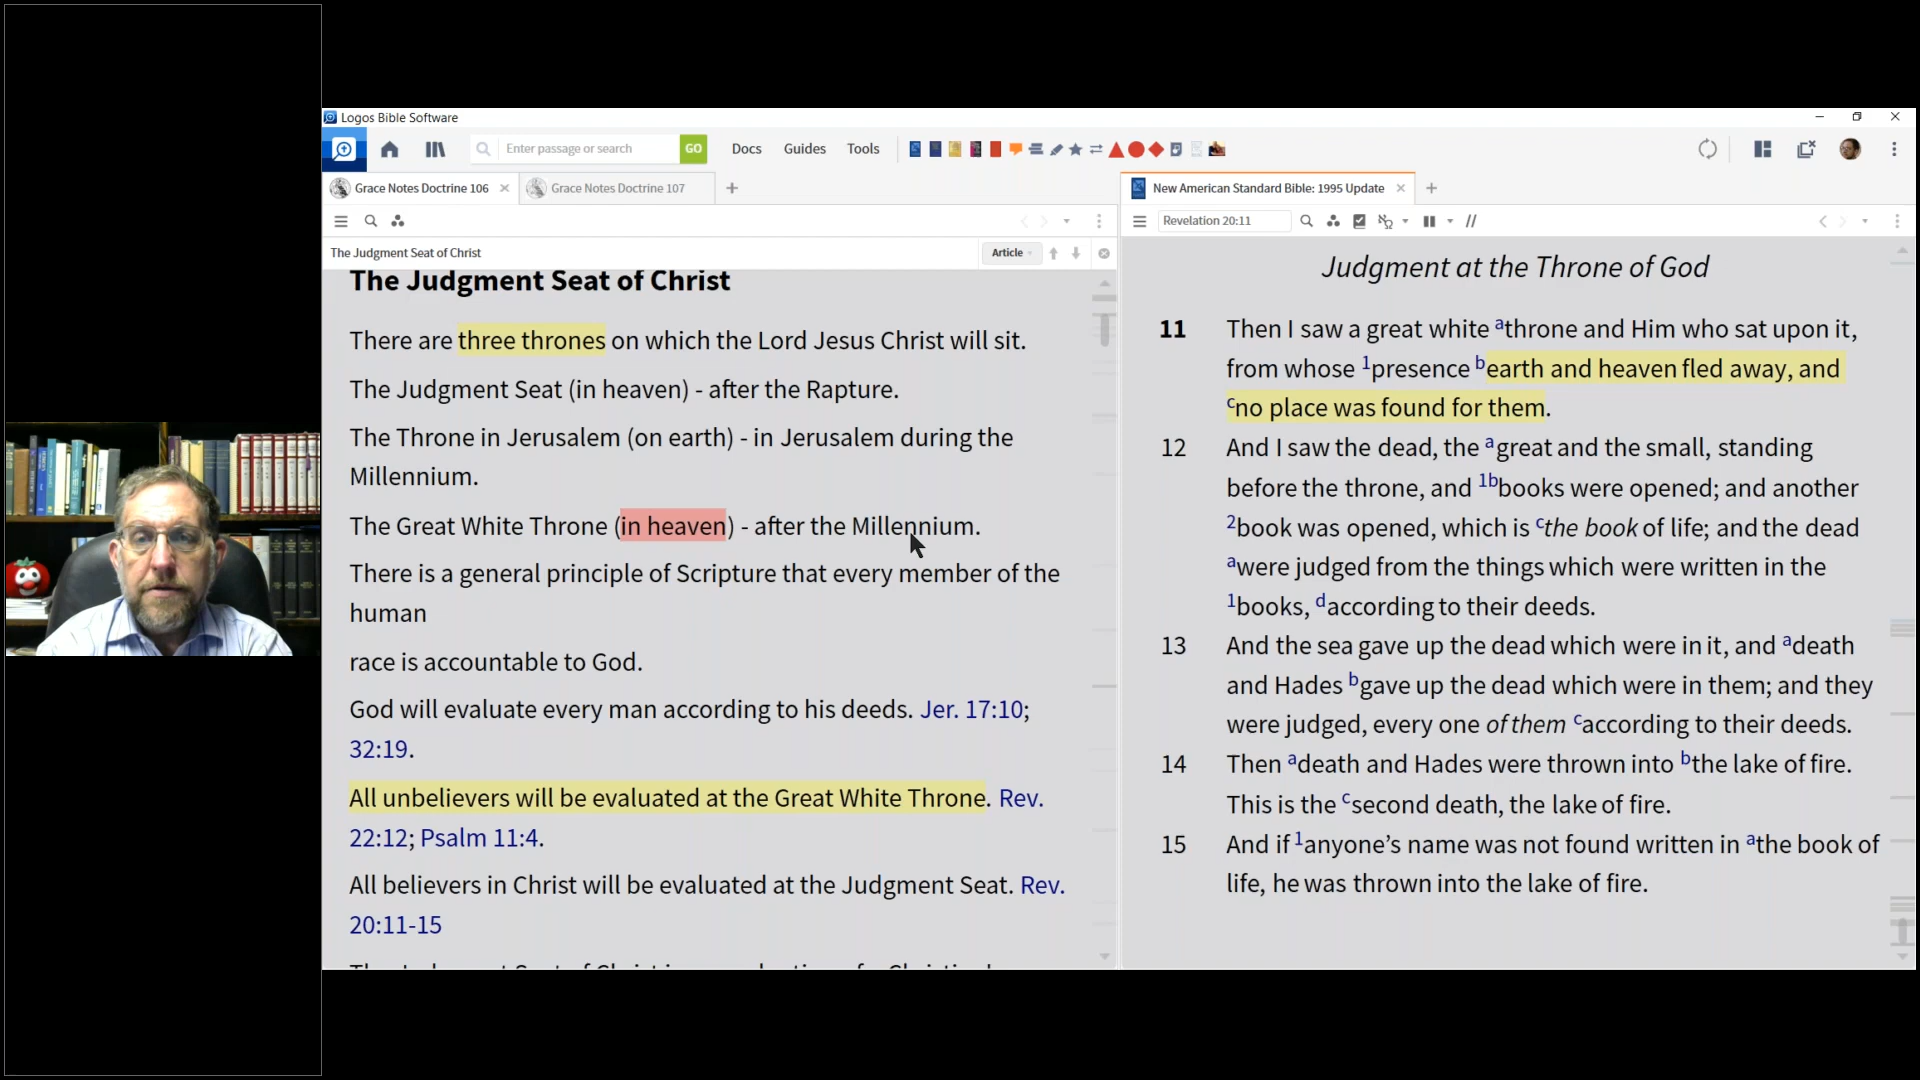 Logos Bible Software
Enter passage or search
GO
Docs
Guides
Tools
Grace Notes Doctrine 106
Grace Notes Doctrine 107
The Judgment Seat of Christ
Article
The Judgment Seat of Christ
There are three thrones on which the Lord Jesus Christ will sit.
The Judgment Seat (in heaven) - after the Rapture.
The Throne in Jerusalem (on earth) - in Jerusalem during the
Millennium.
The Great White Throne (in heaven) - after the Millennium.
There is a general principle of Scripture that every member of the
human
race is accountable to God.
God will evaluate every man according to his deeds. Jer. 17:10;
32:19.
All unbelievers will be evaluated at the Great White Throne. Rev.
22:12; Psalm 11:4.
All believers in Christ will be evaluated at the Judgment Seat. Rev.
20:11-15
New American Standard Bible: 1995 Update
Revelation 20:11
Judgment at the Throne of God
11 Then I saw a great white athrone and Him who sat upon it,
from whose 1presence bearth and heaven fled away, and
cno place was found for them.
12 And I saw the dead, the agreat and the small, standing
before the throne, and 1bbooks were opened; and another
2book was opened, which is cthe book of life; and the dead
awere judged from the things which were written in the
1books, daccording to their deeds.
13 And the sea gave up the dead which were in it, and adeath
and Hades bgave up the dead which were in them; and they
were judged, every one of them caccording to their deeds.
14 Then adeath and Hades were thrown into bthe lake of fire.
This is the csecond death, the lake of fire.
15 And if 1anyone’s name was not found written in athe book of
life, he was thrown into the lake of fire.